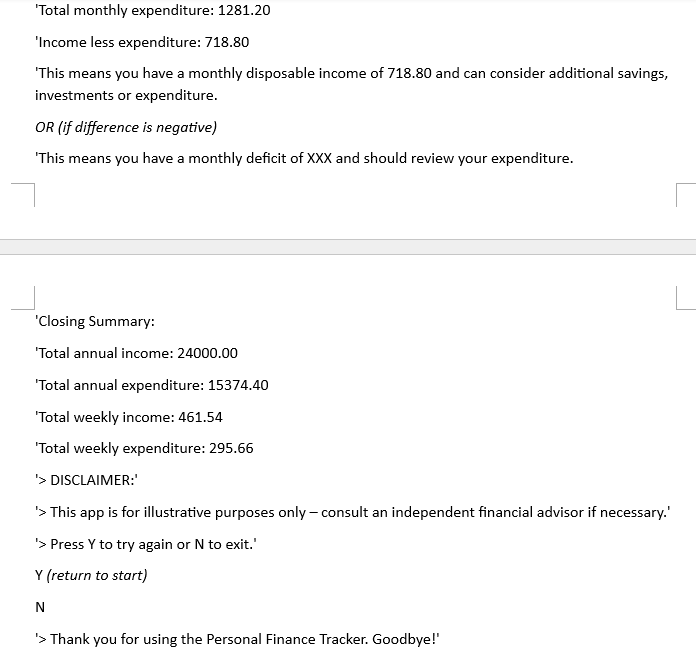 'Total monthly expenditure: 1281.20
'Income less expenditure: 718.80
'This means you have a monthly disposable income of 718.80 and can consider additional savings,
investments or expenditure.
OR (if difference is negative)
'This means you have a monthly deficit of XXX and should review your expenditure.
'Closing Summary:
'Total annual income: 24000.00
'Total annual expenditure: 15374.40
'Total weekly income: 461.54
'Total weekly expenditure: 295.66
'> DISCLAIMER:'
'> This app is for illustrative purposes only – consult an independent financial advisor if necessary.'
'> Press Y to try again or N to exit.'
Y (return to start)
N
'> Thank you for using the Personal Finance Tracker. Goodbye!'